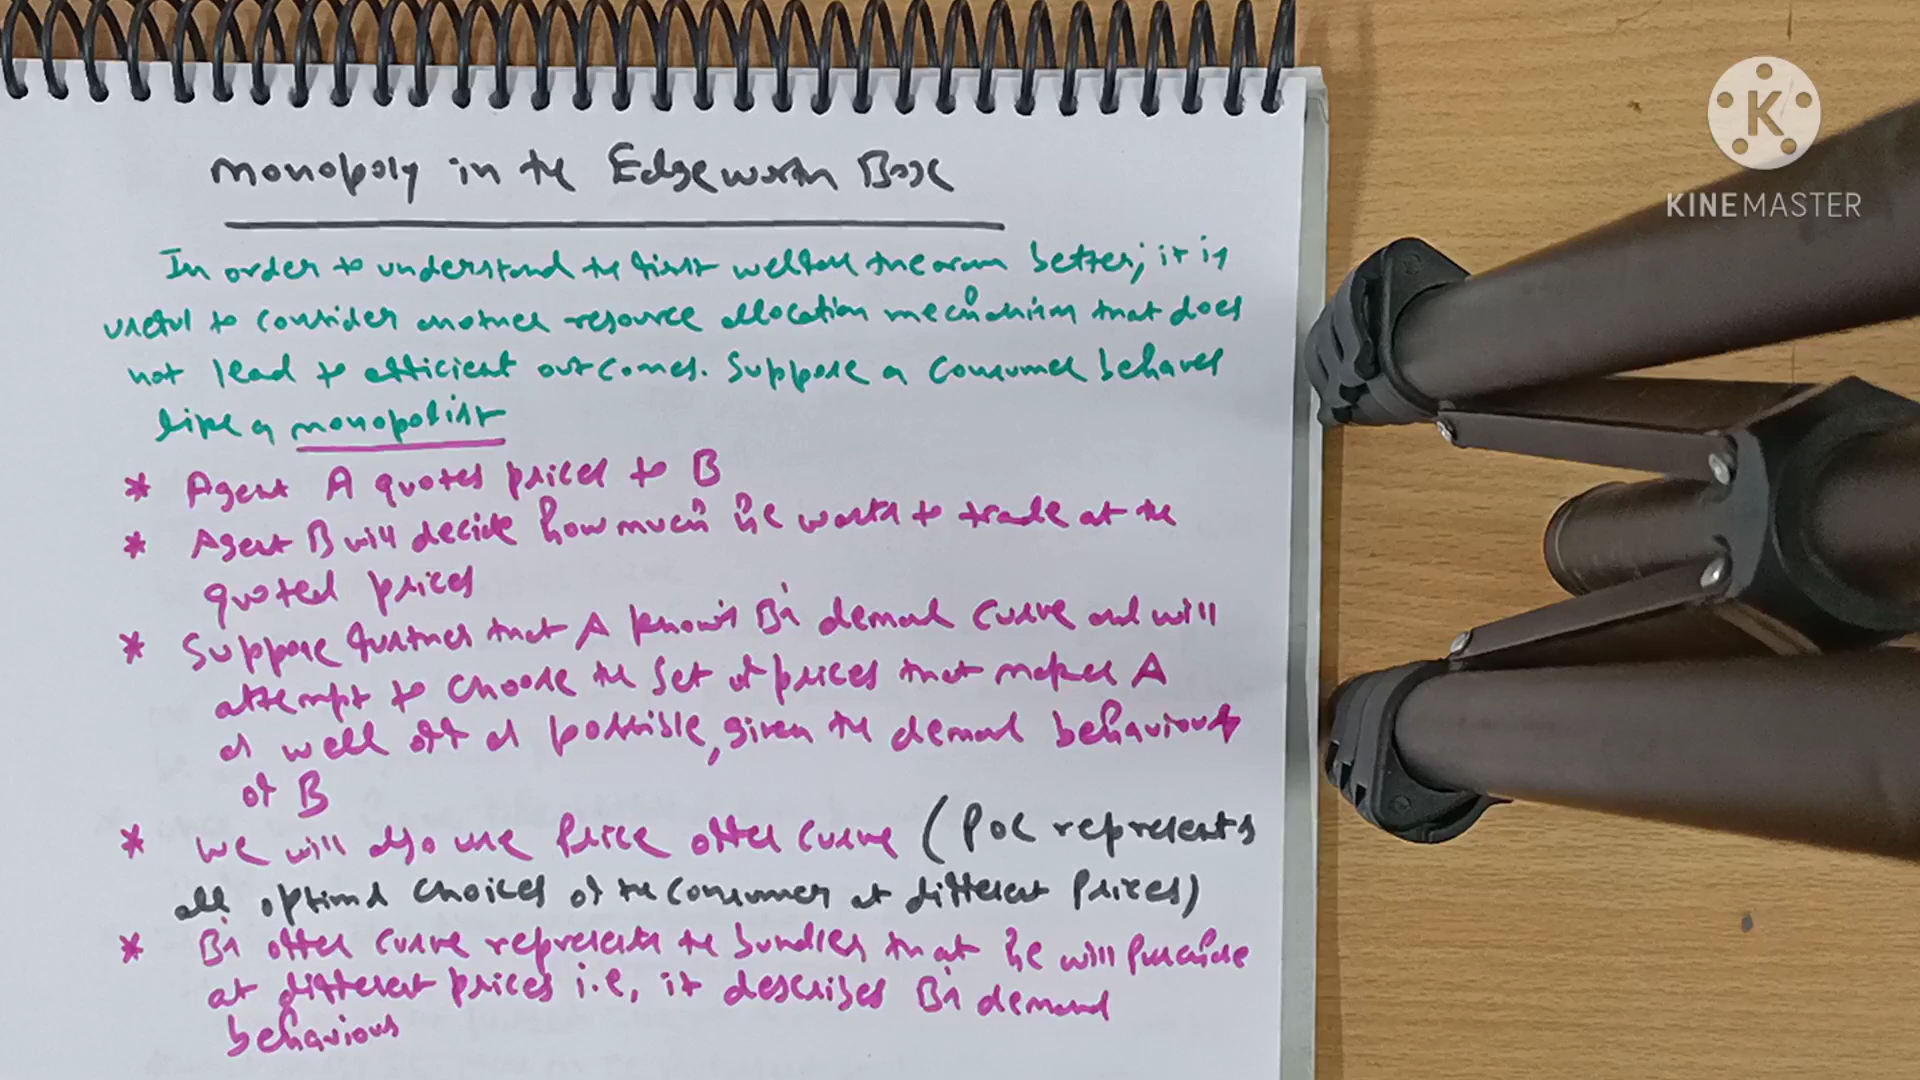 Monopoly in the Edgeworth Box
In order to understand the first welfare theorem better; it is
useful to consider another resource allocation mechanism that does
not lead to efficient outcomes. Suppose a consumer behaves
like a monopolist
* Agent A quotes prices to B
* Agent B will decide how much he wants to trade at the
quoted prices
* Suppose further that A knows B's demand curve and will
attempt to choose the set of prices that makes A
as well off as possible, given the demand behaviour
of B
* We will also use Price offer curve (POC represents
all optimal choices of the consumer at different Prices)
* B's offer curve represents the bundles that he will purchase
at different prices i.e, it describes B's demand
behaviour
K
KINEMASTER